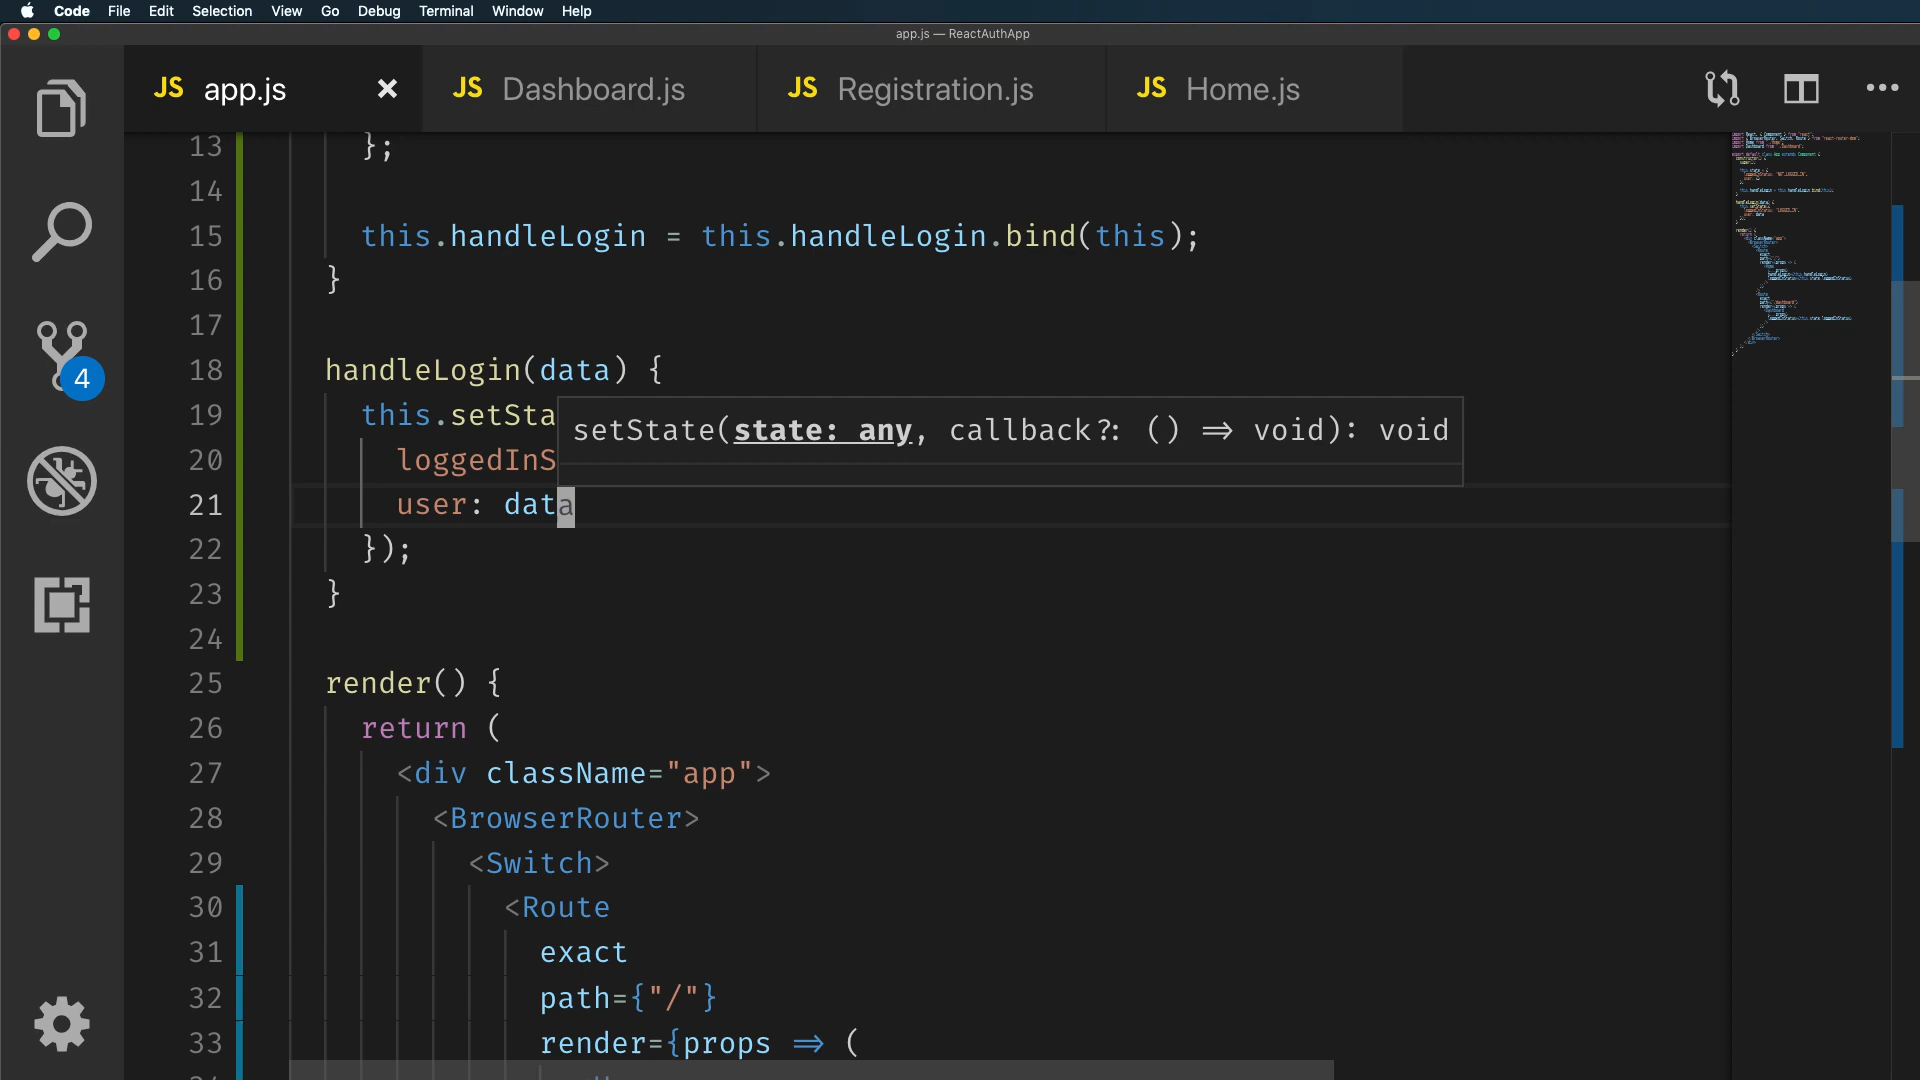 Code File Edit Selection View Go Debug Terminal Window Help
app.js — ReactAuthApp
JS app.js JS Dashboard.js JS Registration.js JS Home.js
13 };
14
15 this.handleLogin = this.handleLogin.bind(this);
16 }
17
18 handleLogin(data) {
19 this.setSta
setState(state: any, callback?: () => void): void
20 loggedInS
21 user: data
22 });
23 }
24
25 render() {
26 return (
27 <div className="app">
28 <BrowserRouter>
29 <Switch>
30 <Route
31 exact
32 path={"/"}
33 render={props => (
4